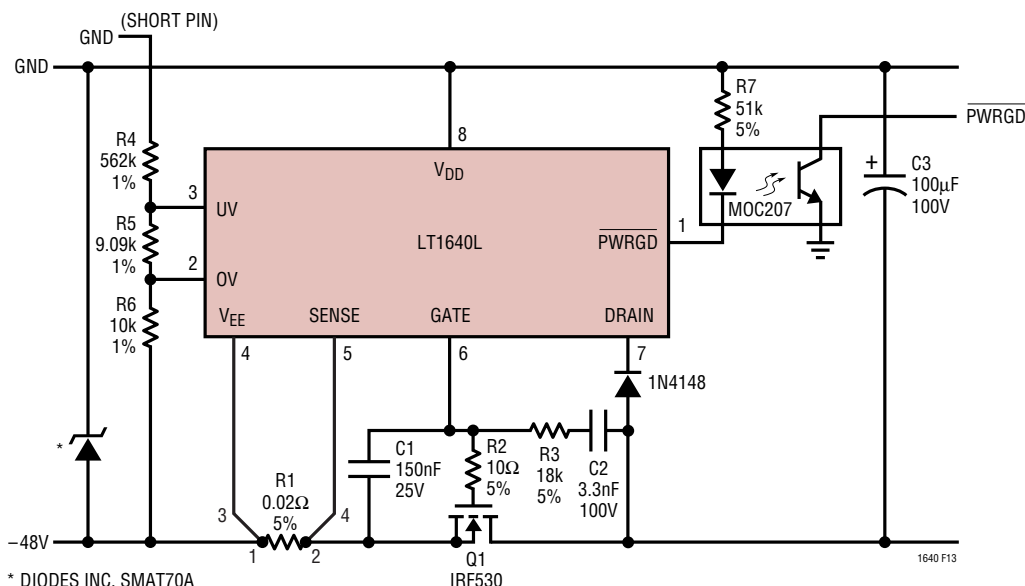 (SHORT PIN)
GND
GND
R7
51k
5%
PWRGD
R4
562k
1%
8
V_DD
+
C3
100µF
100V
3
UV
MOC207
R5
9.09k
1%
LT1640L
PWRGD
1
2
OV
R6
10k
1%
V_EE
SENSE
GATE
DRAIN
4
5
6
7
1N4148
*
C1
150nF
25V
R2
10Ω
5%
R3
18k
5%
C2
3.3nF
100V
R1
0.02Ω
5%
3
4
–48V
1
2
Q1
IRF530
1640 F13
* DIODES INC. SMAT70A